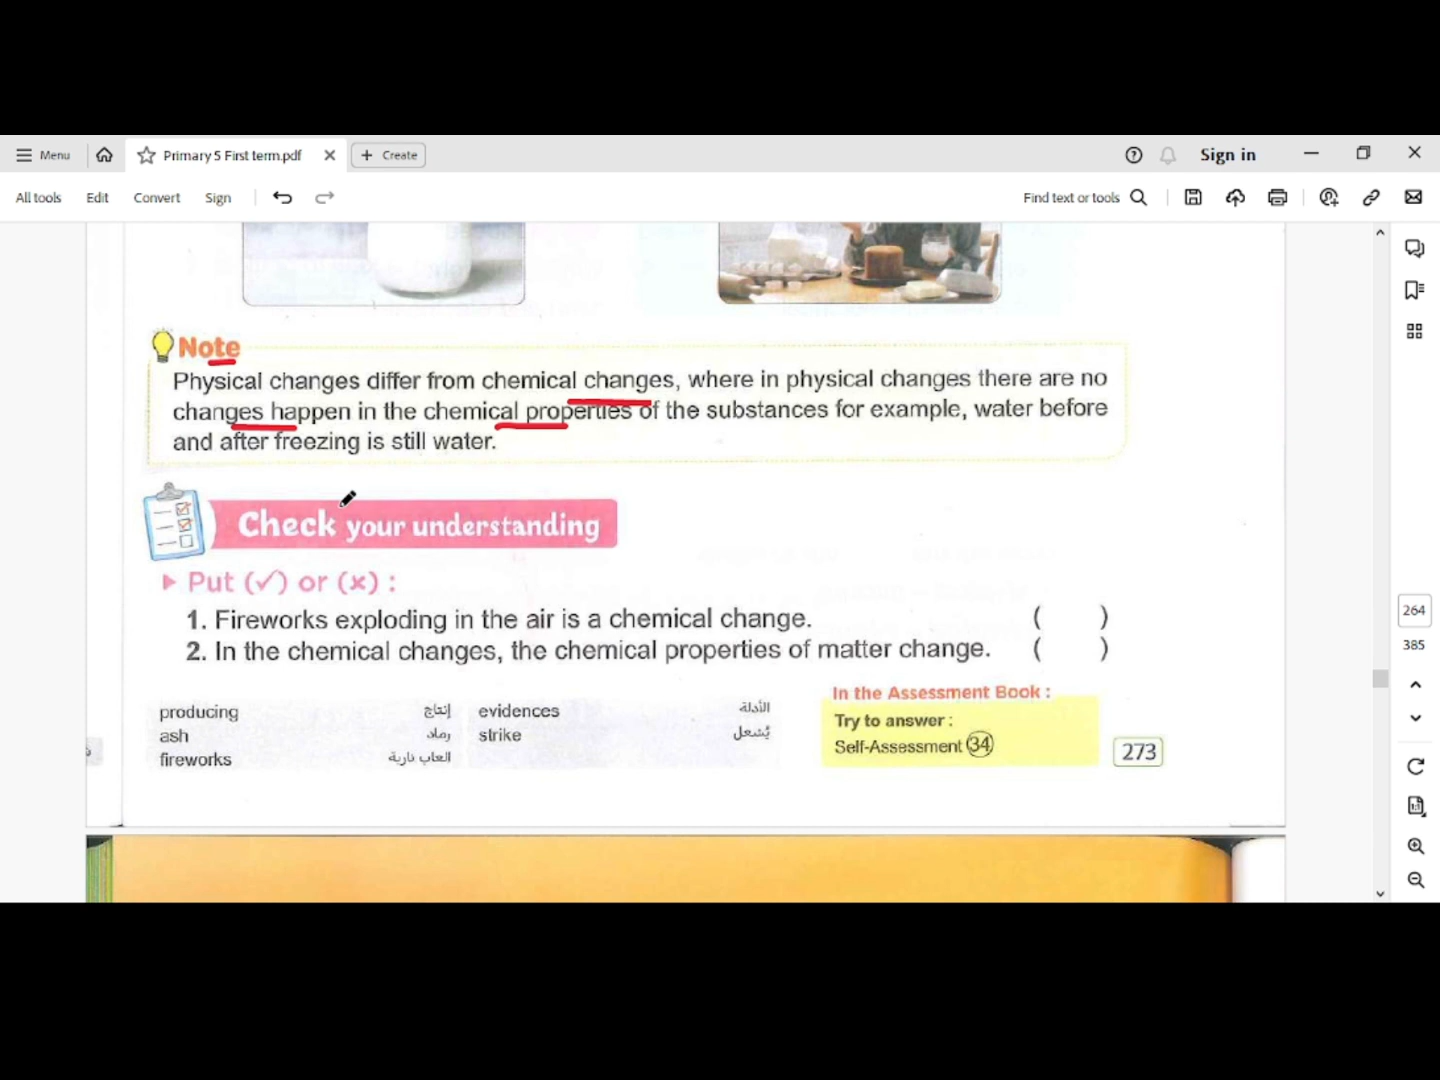 Menu
Primary 5 First term.pdf
Create
Sign in
All tools
Edit
Convert
Sign
Find text or tools
Note
Physical changes differ from chemical changes, where in physical changes there are no
changes happen in the chemical properties of the substances for example, water before
and after freezing is still water.
Check your understanding
Put (✓) or (×) :
1. Fireworks exploding in the air is a chemical change. ( )
2. In the chemical changes, the chemical properties of matter change. ( )
producing إنتاج
ash رماد
fireworks العاب نارية
evidences الأدلة
strike يُشعل
In the Assessment Book :
Try to answer :
Self-Assessment 34
273
264
385